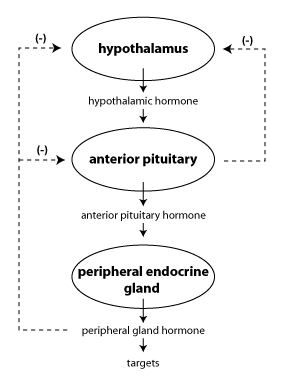 (-)
(-)
hypothalamus
hypothalamic hormone
(-)
anterior pituitary
anterior pituitary hormone
peripheral endocrine
gland
peripheral gland hormone
targets